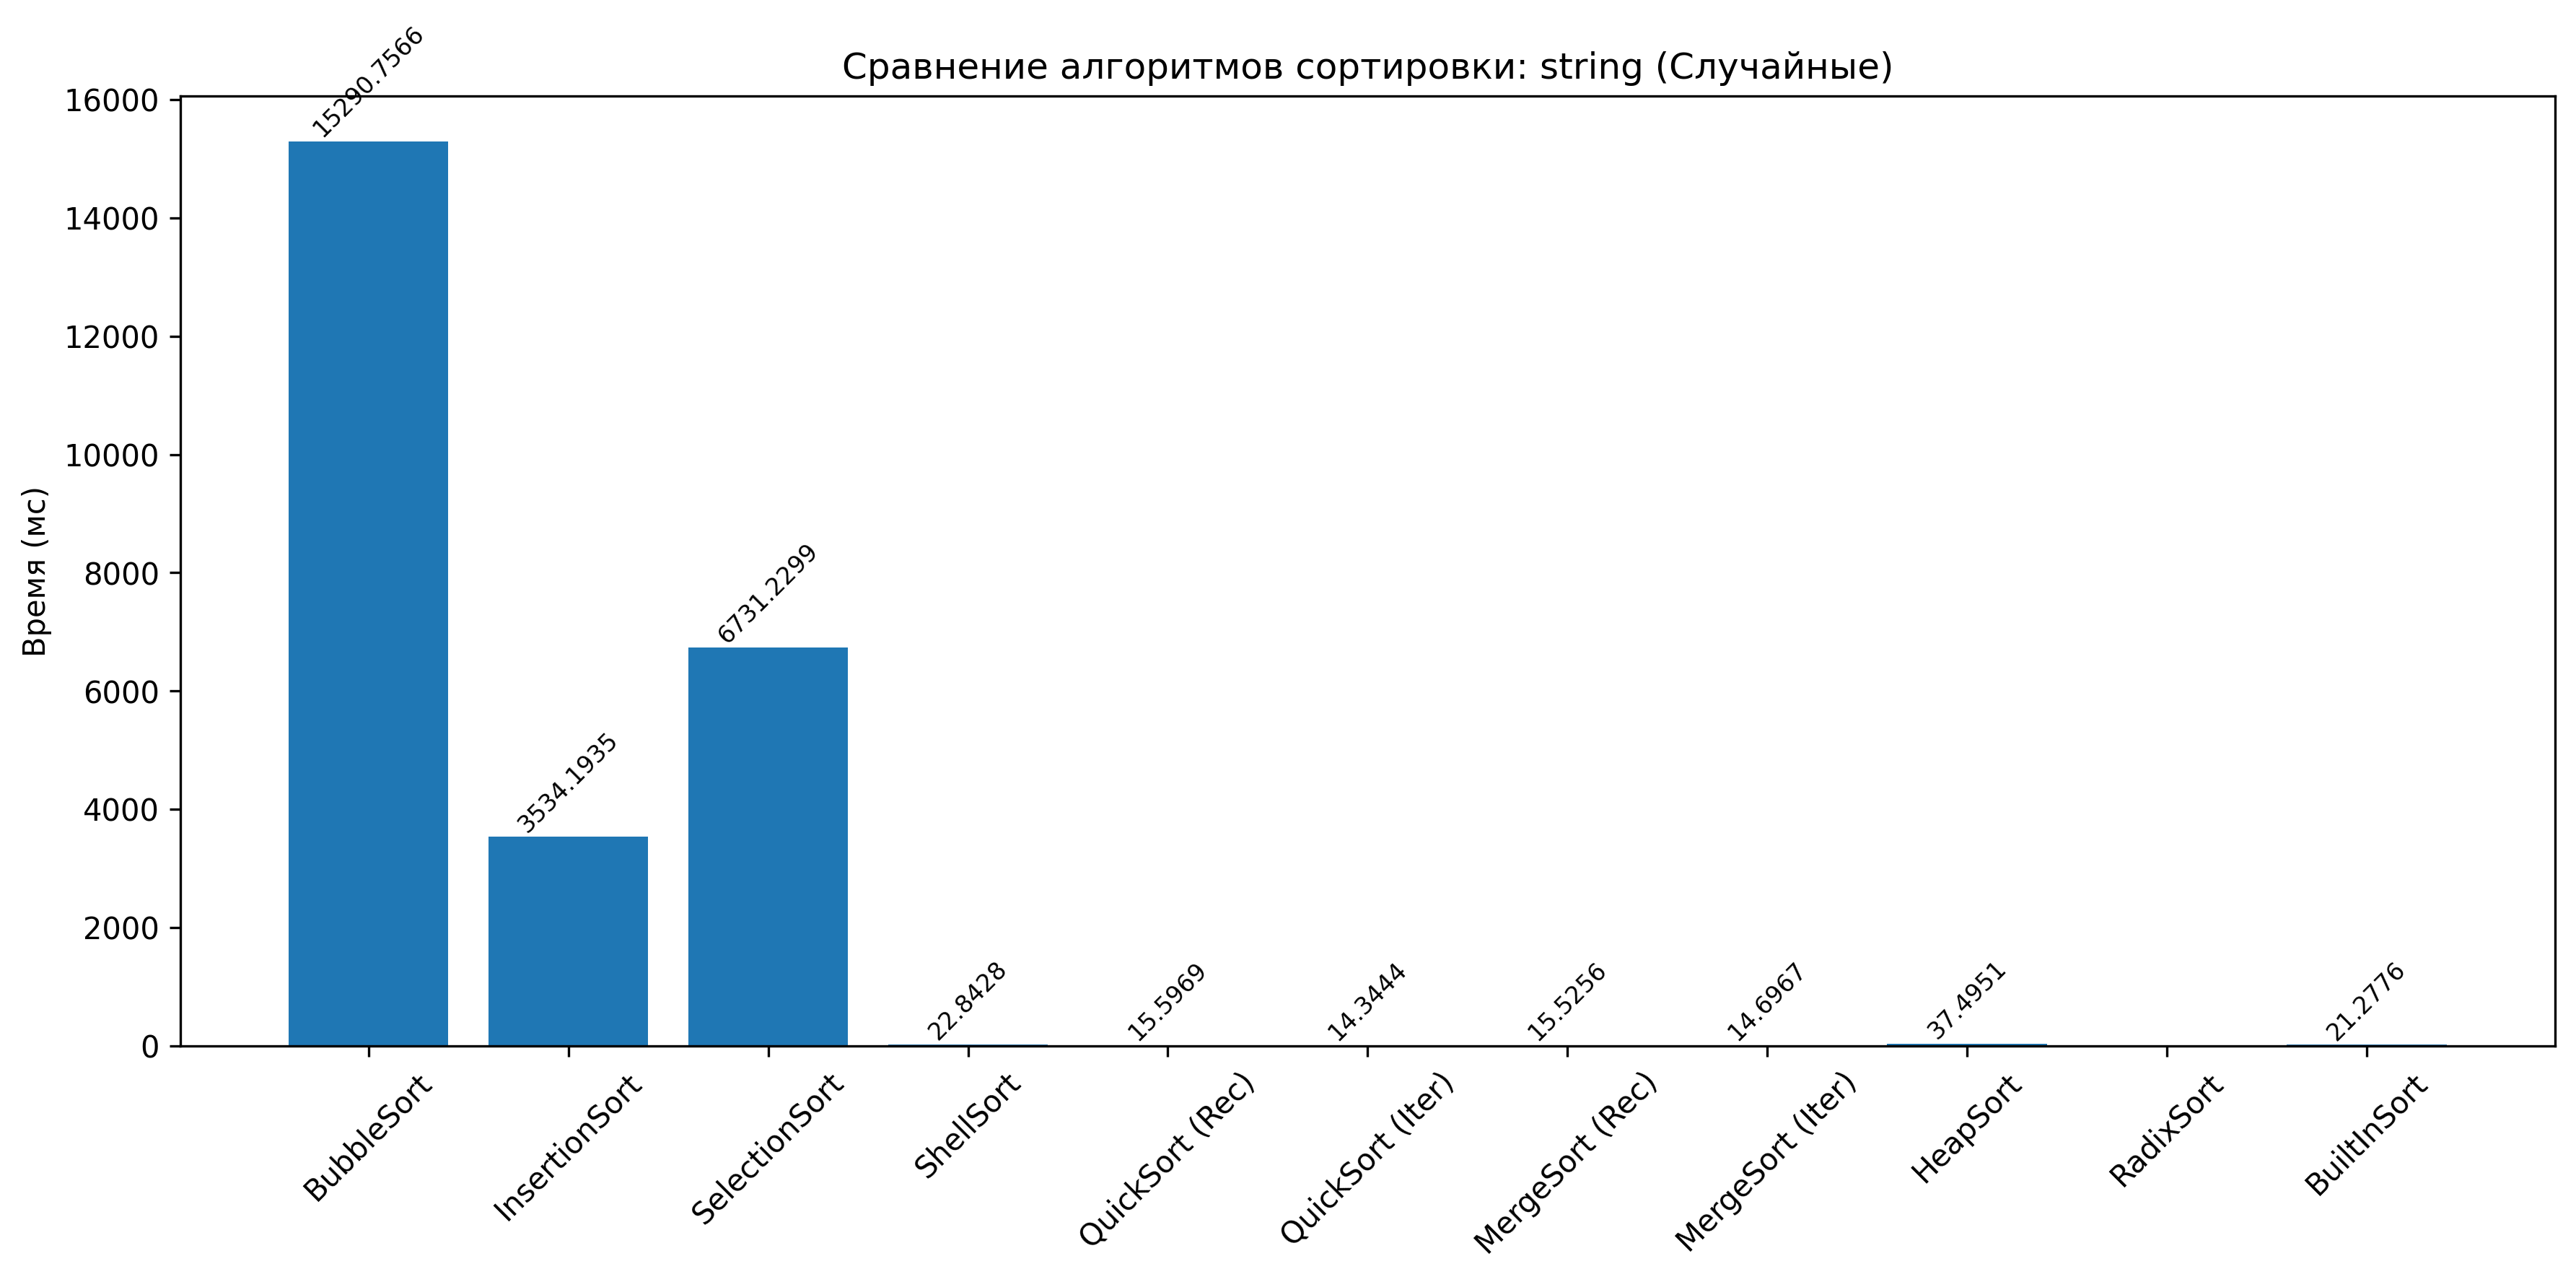 Сравнение алгоритмов сортировки: string (Случайные)
Время (мс)
16000
14000
12000
10000
8000
6000
4000
2000
0
15290.7566
3534.1935
6731.2299
22.8428
15.5969
14.3444
15.5256
14.6967
37.4951
21.2776
BubbleSort
InsertionSort
SelectionSort
ShellSort
QuickSort (Rec)
QuickSort (Iter)
MergeSort (Rec)
MergeSort (Iter)
HeapSort
RadixSort
BuiltInSort